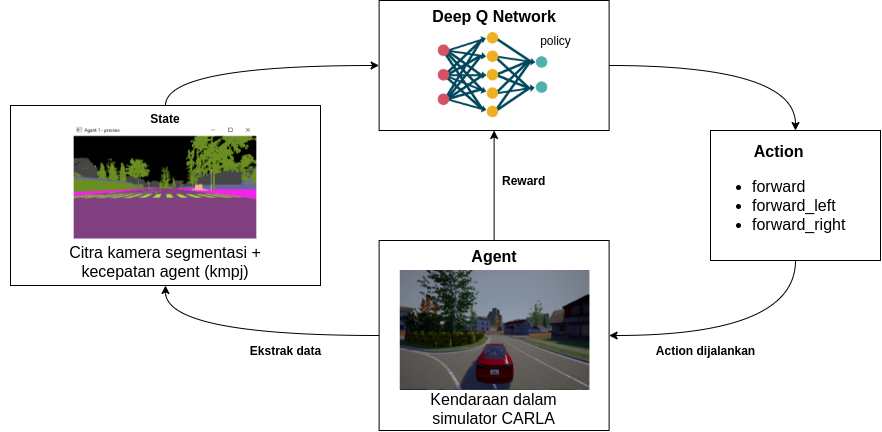 Deep Q Network
policy
State
Agent 1 - preview
Citra kamera segmentasi +
kecepatan agent (kmpj)
Reward
Action
forward
forward_left
forward_right
Agent
Kendaraan dalam
simulator CARLA
Ekstrak data
Action dijalankan